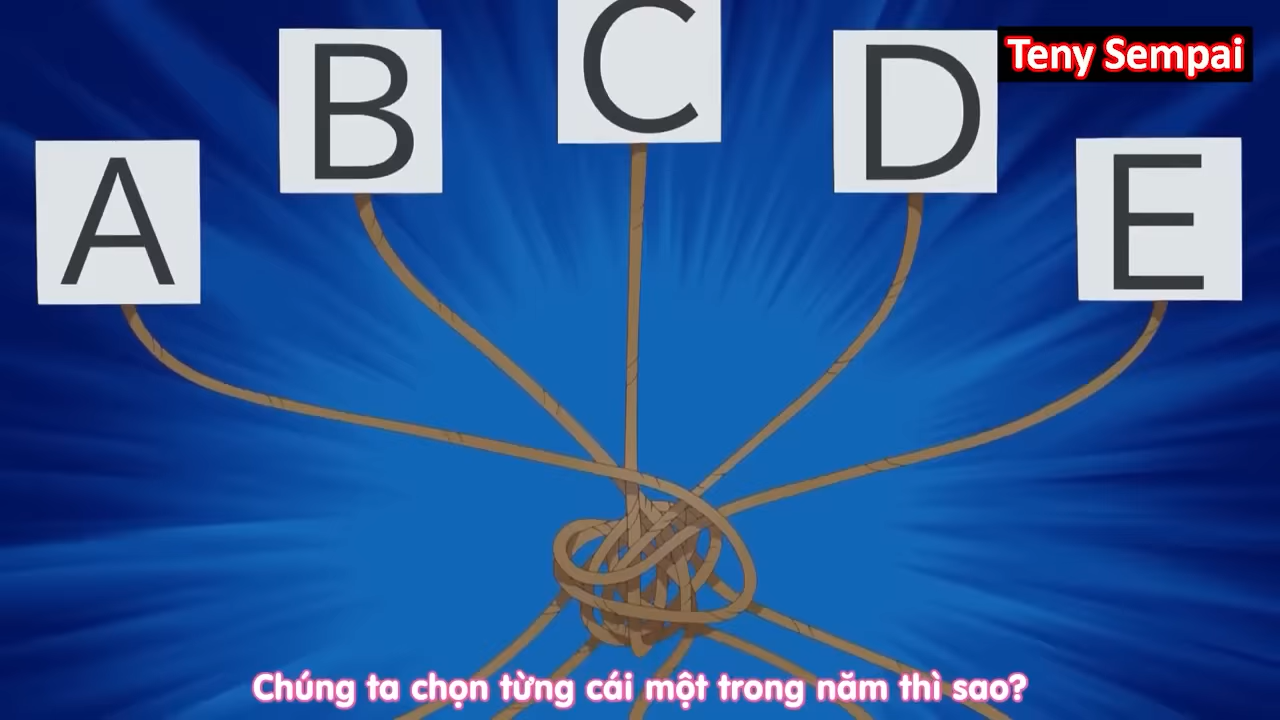 A
B
C
D
E
Teny Sempai
Chúng ta chọn từng cái một trong năm thì sao?